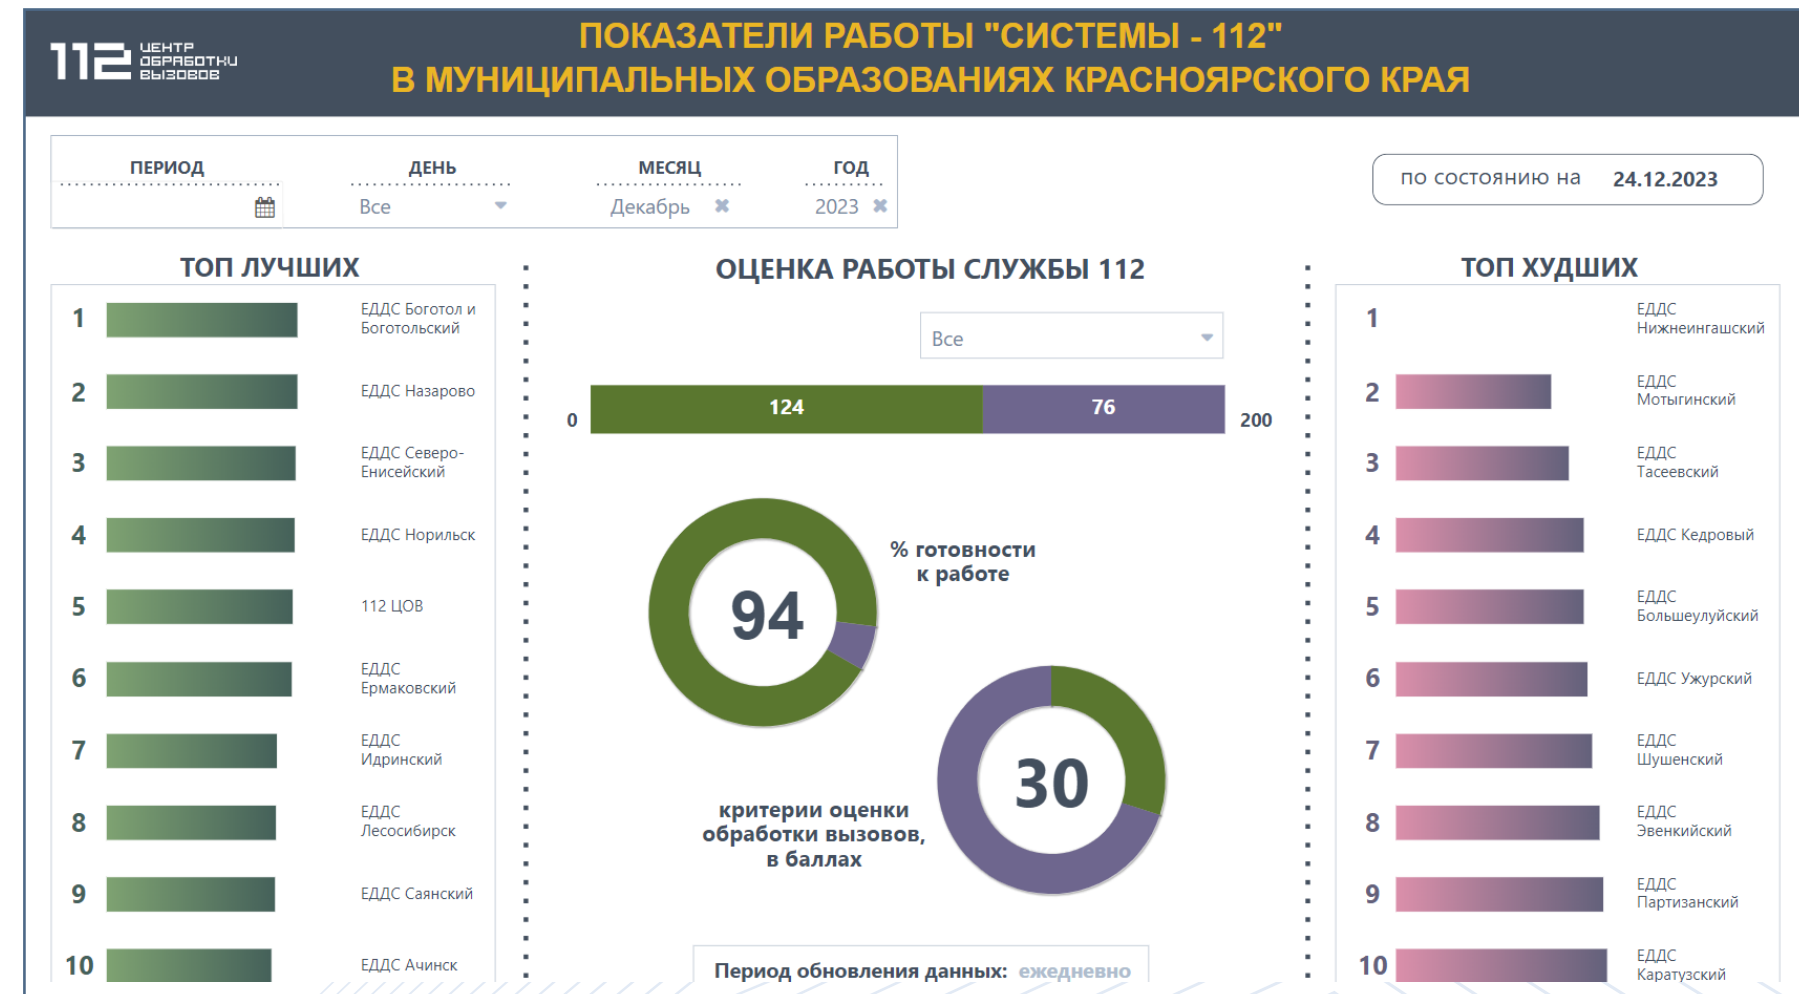 112 ЦЕНТР
ОБРАБОТКИ
ВЫЗОВОВ
ПОКАЗАТЕЛИ РАБОТЫ "СИСТЕМЫ - 112"
В МУНИЦИПАЛЬНЫХ ОБРАЗОВАНИЯХ КРАСНОЯРСКОГО КРАЯ
ПЕРИОД
ДЕНЬ
Все
МЕСЯЦ
Декабрь
ГОД
2023
по состоянию на 24.12.2023
ТОП ЛУЧШИХ
1 ЕДДС Боготол и
Боготольский
2 ЕДДС Назарово
3 ЕДДС Северо-
Енисейский
4 ЕДДС Норильск
5 112 ЦОВ
6 ЕДДС
Ермаковский
7 ЕДДС
Идринский
8 ЕДДС
Лесосибирск
9 ЕДДС Саянский
10 ЕДДС Ачинск
ОЦЕНКА РАБОТЫ СЛУЖБЫ 112
Все
0 124 76 200
% готовности
к работе
94
30
критерии оценки
обработки вызовов,
в баллах
Период обновления данных: ежедневно
ТОП ХУДШИХ
1 ЕДДС
Нижнеингашский
2 ЕДДС
Мотыгинский
3 ЕДДС
Тасеевский
4 ЕДДС Кедровый
5 ЕДДС
Большеулуйский
6 ЕДДС Ужурский
7 ЕДДС
Шушенский
8 ЕДДС
Эвенкийский
9 ЕДДС
Партизанский
10 ЕДДС
Каратузский